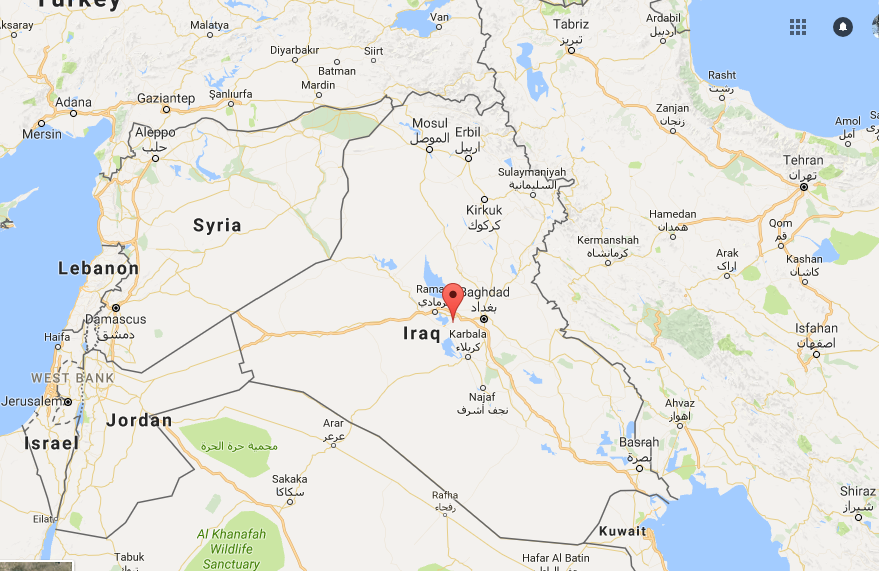 Turkey
Van
Ardabil
اردبیل
Tabriz
تبریز
Malatya
Diyarbakır
Siirt
Batman
Mardin
Rasht
رشت
Adana
Gaziantep
Şanlıurfa
Zanjan
زنجان
Amol
آمل
Mersin
Aleppo
حلب
Mosul
الموصل
Erbil
اربيل
Tehran
تهران
Sulaymaniyah
السليمانية
Kirkuk
كركوك
Syria
Hamedan
همدان
Qom
قم
Kermanshah
کرمانشاه
Arak
اراک
Kashan
کاشان
Lebanon
Baghdad
بغداد
Damascus
دمشق
Iraq
Karbala
كربلاء
Isfahan
اصفهان
Haifa
WEST BANK
Najaf
نجف أشرف
Jerusalem
Ahvaz
اهواز
Jordan
Arar
عرعر
Israel
محمية حرة الحرة
Basrah
بصرة
Sakaka
سكاكا
Rafha
رفحاء
Shiraz
شیراز
Eilat
Kuwait
Al Khanafah
Wildlife
Sanctuary
Tabuk
Hafar Al Batin